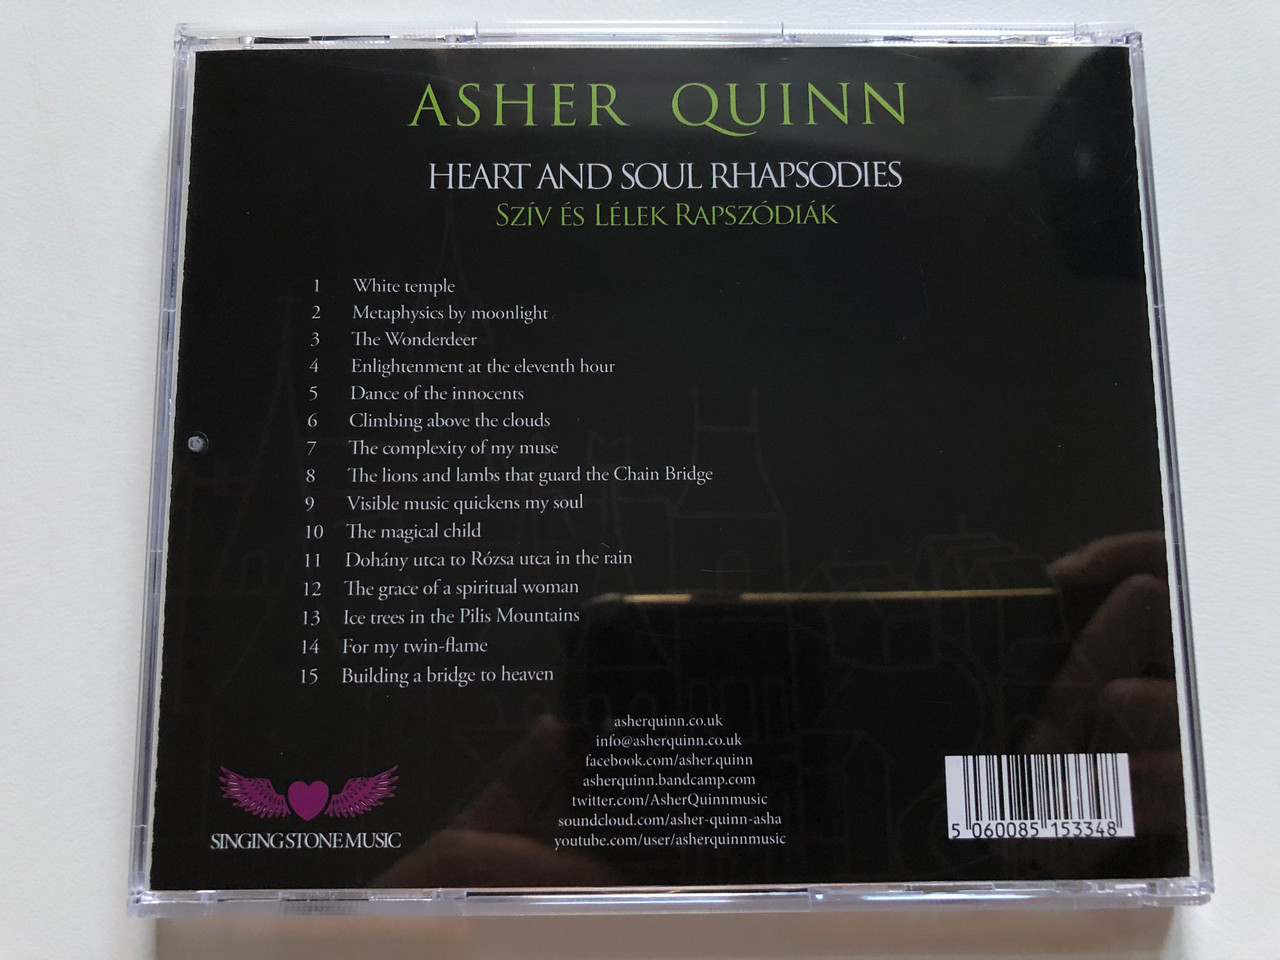 ASHER QUINN
HEART AND SOUL RHAPSODIES
SZÍV ÉS LÉLEK RAPSZÓDIÁK
1 White temple
2 Metaphysics by moonlight
3 The Wonderdeer
4 Enlightenment at the eleventh hour
5 Dance of the innocents
6 Climbing above the clouds
7 The complexity of my muse
8 The lions and lambs that guard the Chain Bridge
9 Visible music quickens my soul
10 The magical child
11 Dohány utca to Rózsa utca in the rain
12 The grace of a spiritual woman
13 Ice trees in the Pilis Mountains
14 For my twin-flame
15 Building a bridge to heaven
asherquinn.co.uk
info@asherquinn.co.uk
facebook.com/asher.quinn
asherquinn.bandcamp.com
twitter.com/AsherQuinnmusic
soundcloud.com/asher-quinn-asha
youtube.com/user/asherquinnmusic
SINGING STONE MUSIC
5 060085 153348